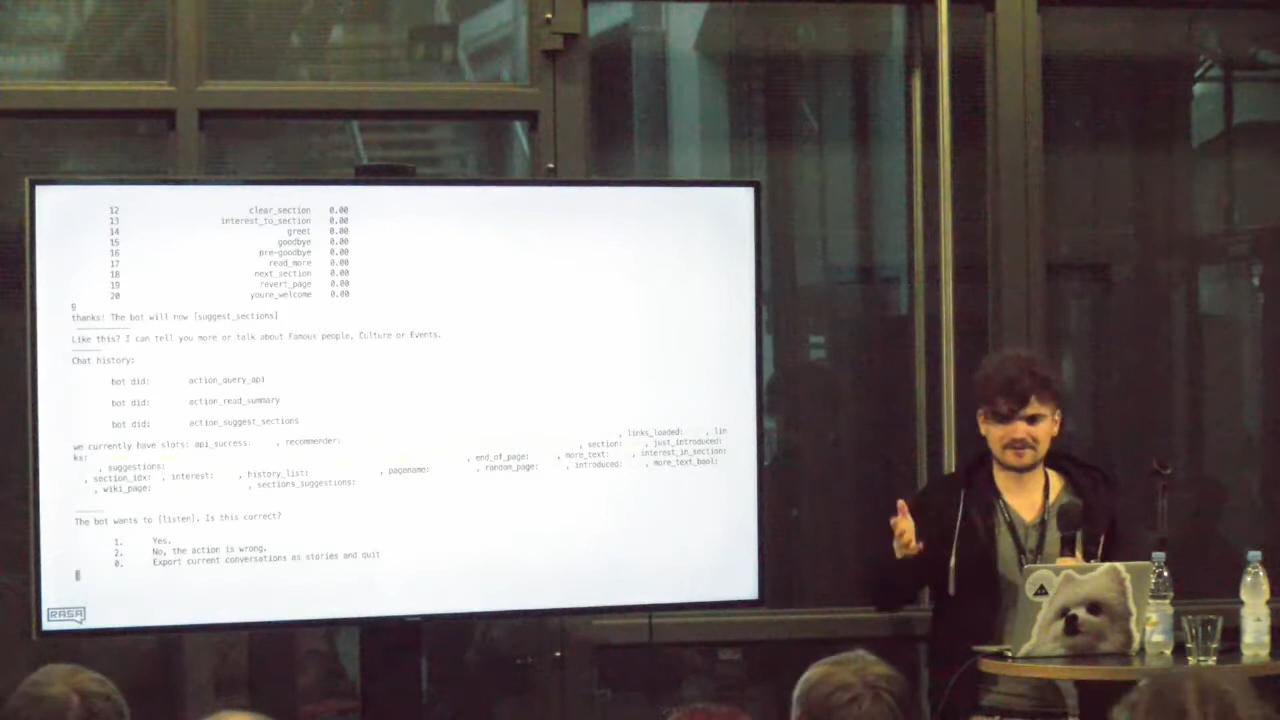 12 clear_section 0.00
13 interest_to_section 0.00
14 greet 0.00
15 goodbye 0.00
16 pre-goodbye 0.00
17 read_more 0.00
18 next_section 0.00
19 revert_page 0.00
20 youre_welcome 0.00
9
thanks! The bot will now [suggest_sections]
Like this? I can tell you more or talk about Famous people, Culture or Events.
Chat history:
bot did: action_query_api
bot did: action_read_summary
bot did: action_suggest_sections
we currently have slots: api_success: , recommender: , links_loaded: , lin
ks: , section: , just_introduced:
, suggestions: , end_of_page: , more_text: , interest_in_section:
, section_idx: , interest: , history_list: , pagename: , random_page: , introduced: , more_text_bool:
, wiki_page: , sections_suggestions:
The bot wants to [listen]. Is this correct?
1. Yes.
2. No, the action is wrong.
0. Export current conversations as stories and quit
RASA